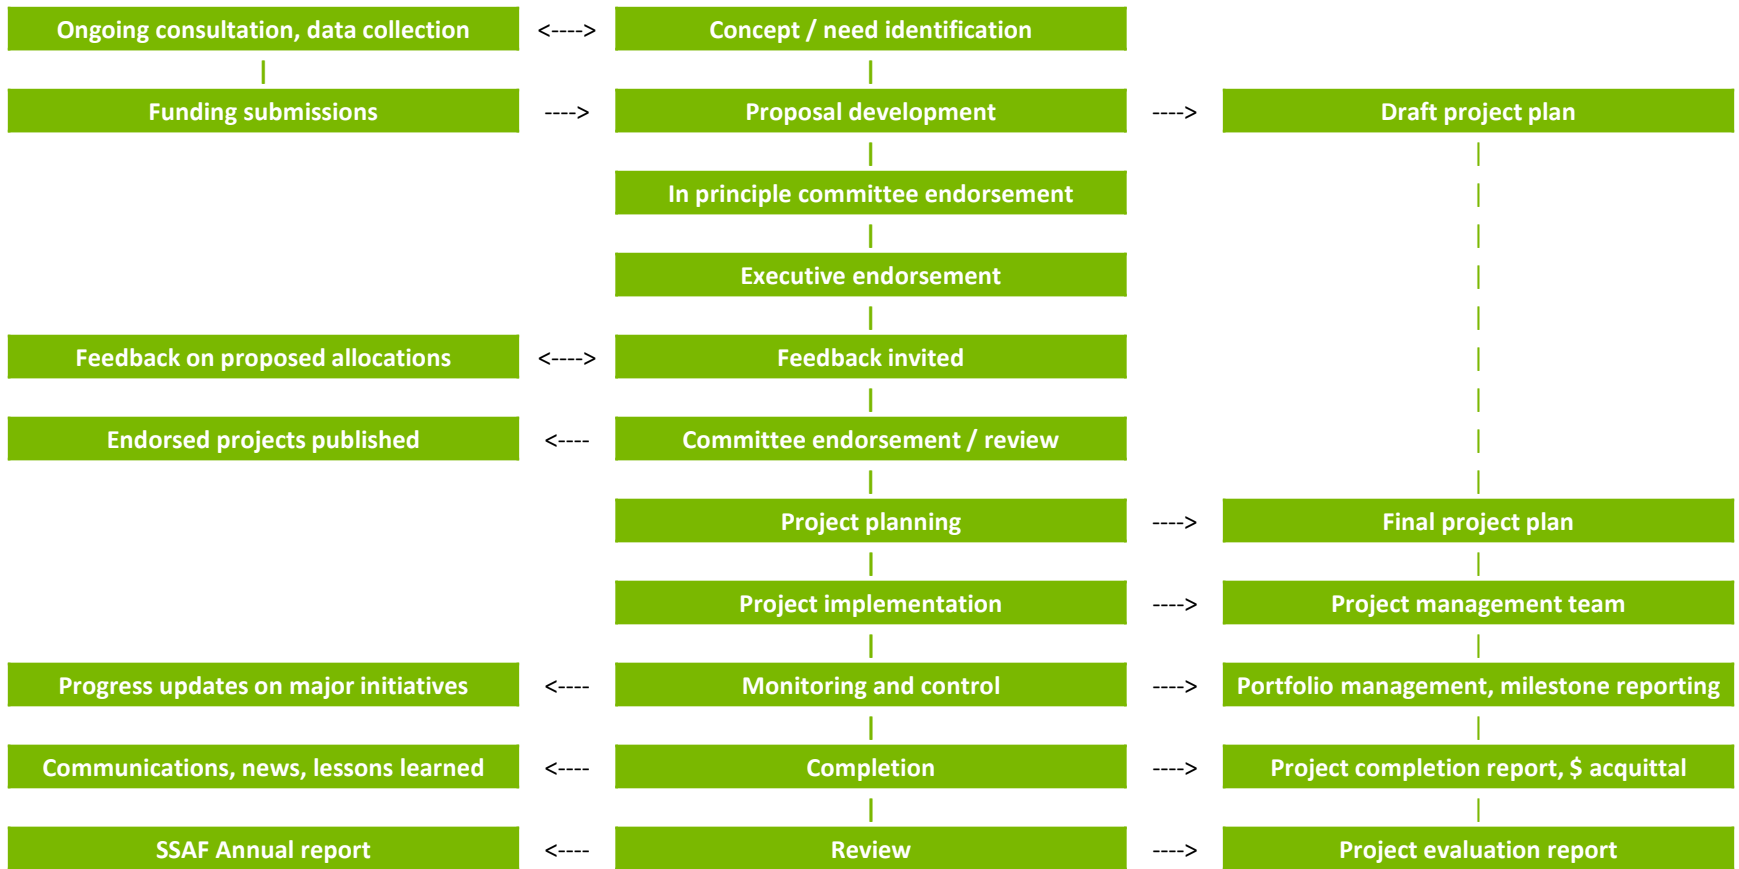 Ongoing consultation, data collection <----> Concept / need identification
Funding submissions ----> Proposal development ----> Draft project plan
In principle committee endorsement
Executive endorsement
Feedback on proposed allocations <----> Feedback invited
Endorsed projects published <---- Committee endorsement / review
Project planning ----> Final project plan
Project implementation ----> Project management team
Progress updates on major initiatives <---- Monitoring and control ----> Portfolio management, milestone reporting
Communications, news, lessons learned <---- Completion ----> Project completion report, $ acquittal
SSAF Annual report <---- Review ----> Project evaluation report